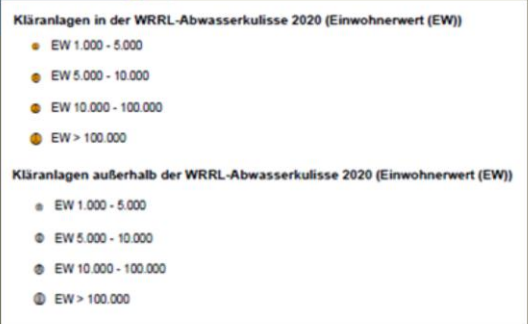 Kläranlagen in der WRRL-Abwasserkulisse 2020 (Einwohnerwert (EW))
EW 1.000 - 5.000
EW 5.000 - 10.000
EW 10.000 - 100.000
EW > 100.000
Kläranlagen außerhalb der WRRL-Abwasserkulisse 2020 (Einwohnerwert (EW))
EW 1.000 - 5.000
EW 5.000 - 10.000
EW 10.000 - 100.000
EW > 100.000